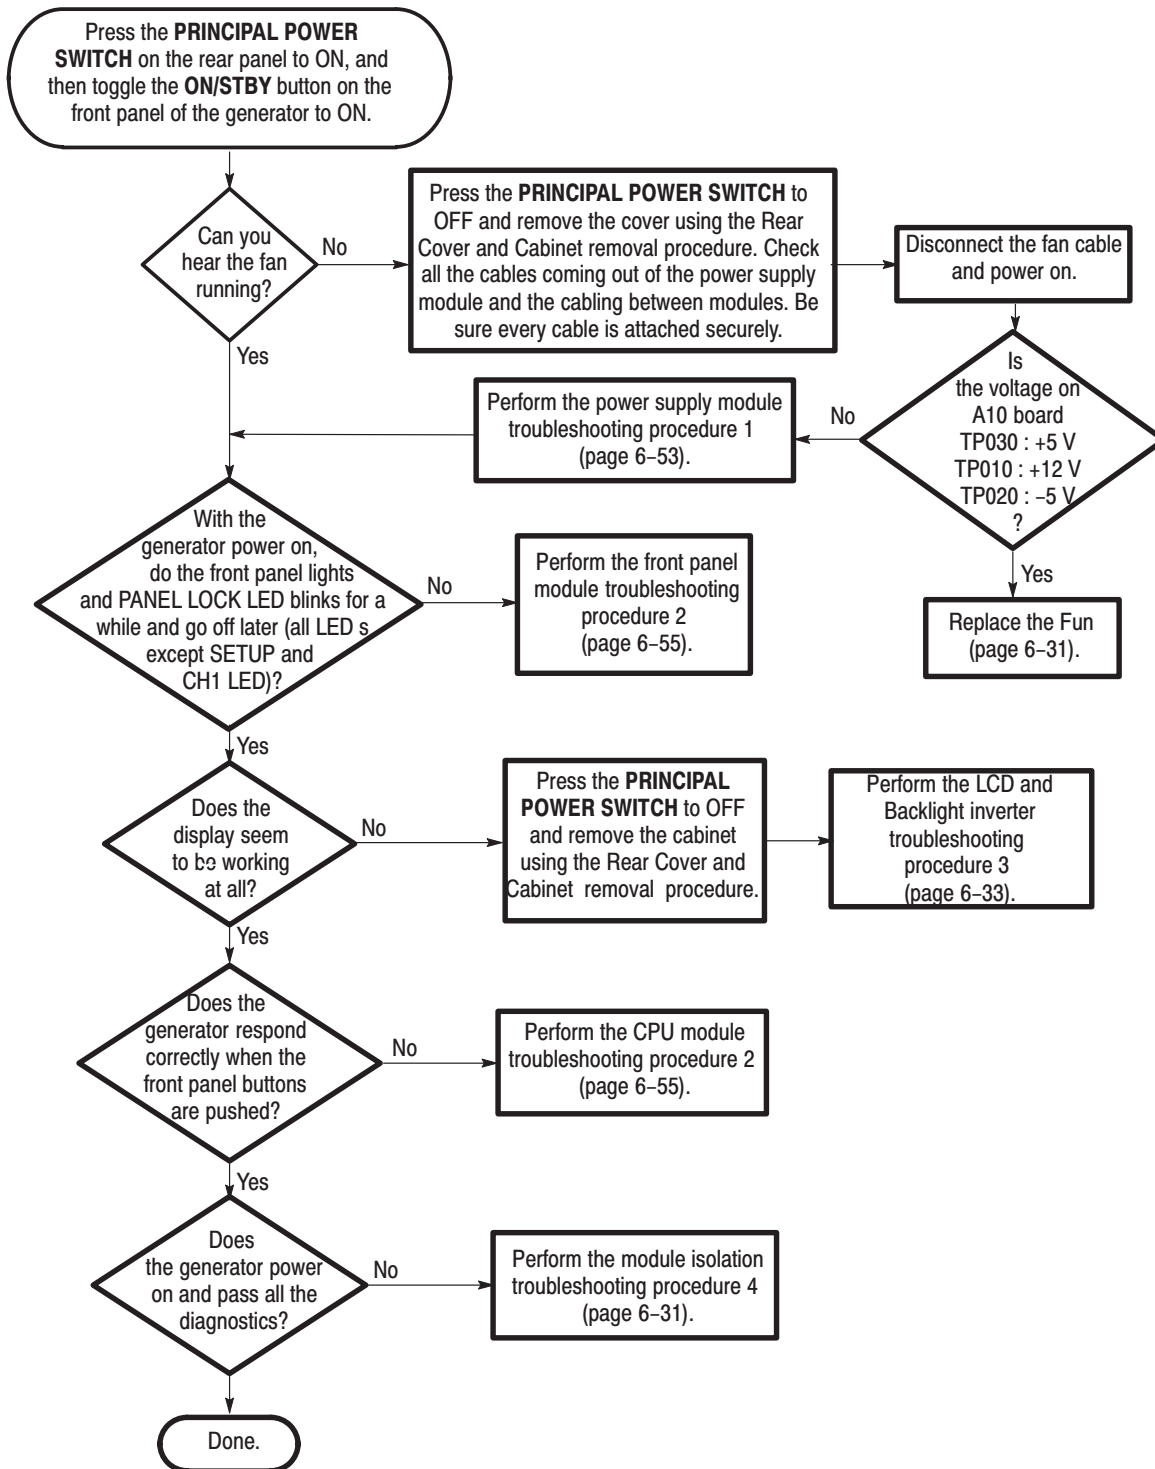 Press the PRINCIPAL POWER
SWITCH on the rear panel to ON, and
then toggle the ON/STBY button on the
front panel of the generator to ON.
Can you
hear the fan
running?
No
Press the PRINCIPAL POWER SWITCH to
OFF and remove the cover using the Rear
Cover and Cabinet removal procedure. Check
all the cables coming out of the power supply
module and the cabling between modules. Be
sure every cable is attached securely.
Disconnect the fan cable
and power on.
Yes
Is
the voltage on
A10 board
TP030 : +5 V
TP010 : +12 V
TP020 : –5 V
?
No
Perform the power supply module
troubleshooting procedure 1
(page 6–53).
Yes
Replace the Fun
(page 6–31).
With the
generator power on,
do the front panel lights
and PANEL LOCK LED blinks for a
while and go off later (all LED s
except SETUP and
CH1 LED)?
No
Perform the front panel
module troubleshooting
procedure 2
(page 6–55).
Yes
Does the
display seem
to be working
at all?
No
Press the PRINCIPAL
POWER SWITCH to OFF
and remove the cabinet
using the Rear Cover and
Cabinet removal procedure.
Perform the LCD and
Backlight inverter
troubleshooting
procedure 3
(page 6–33).
Yes
Does the
generator respond
correctly when the
front panel buttons
are pushed?
No
Perform the CPU module
troubleshooting procedure 2
(page 6–55).
Yes
Does
the generator power
on and pass all the
diagnostics?
No
Perform the module isolation
troubleshooting procedure 4
(page 6–31).
Yes
Done.